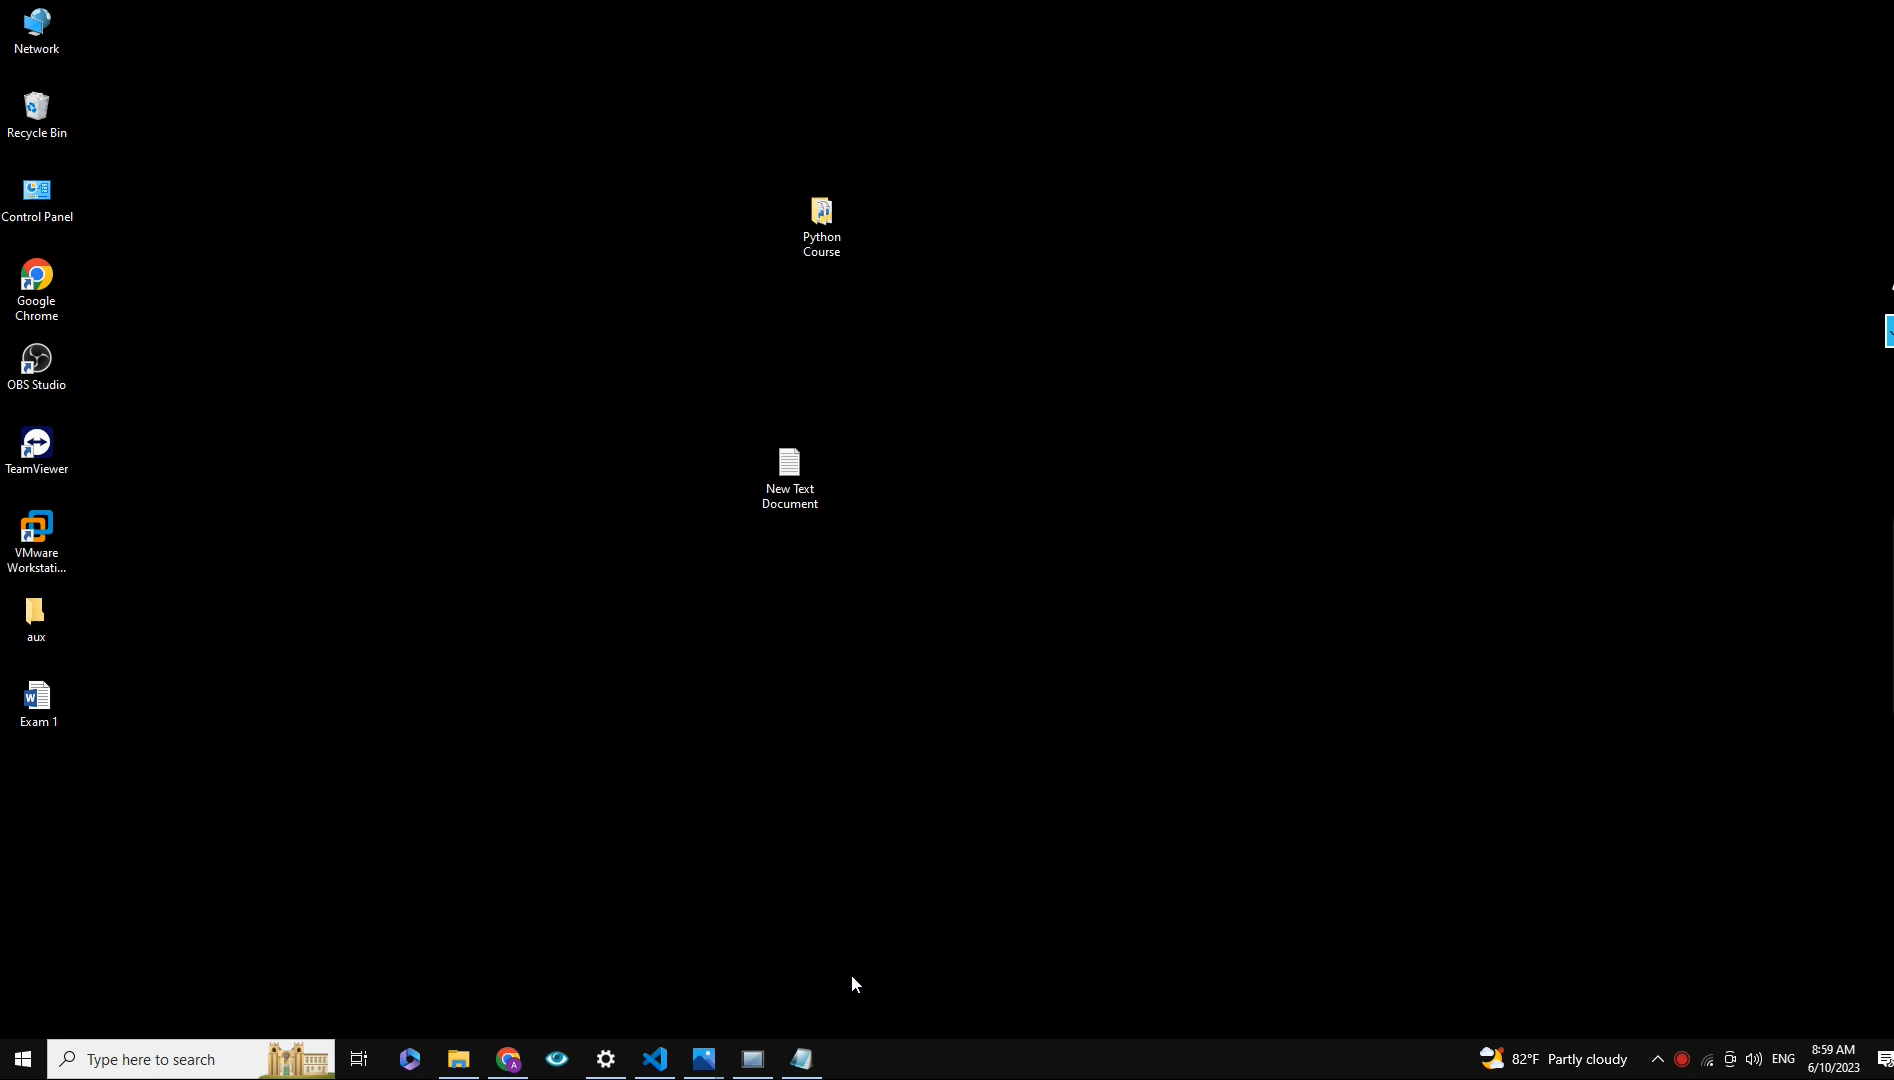 Network
Recycle Bin
Control Panel
Google
Chrome
OBS Studio
TeamViewer
VMware
Workstati...
aux
Exam 1
Python
Course
New Text
Document
Type here to search
82°F Partly cloudy
ENG
8:59 AM
6/10/2023